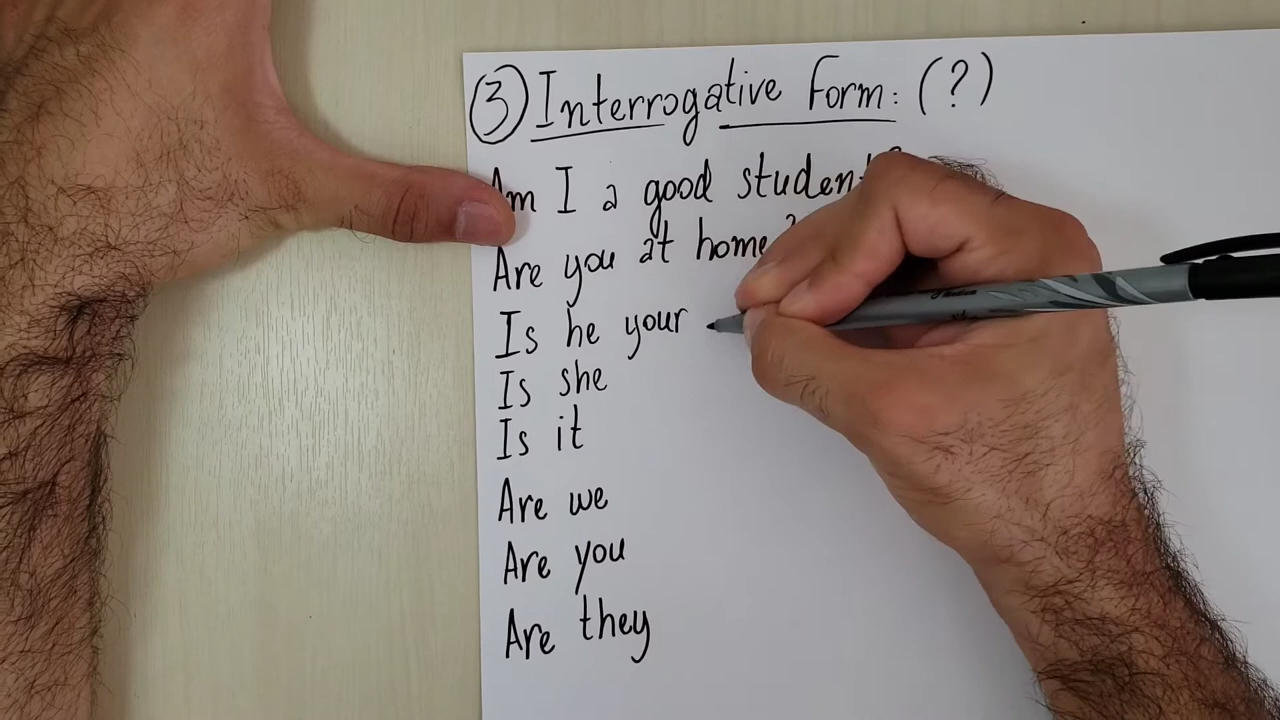 3 Interrogative Form: (?)
Am I a good student?
Are you at home?
Is he your
Is she
Is it
Are we
Are you
Are they